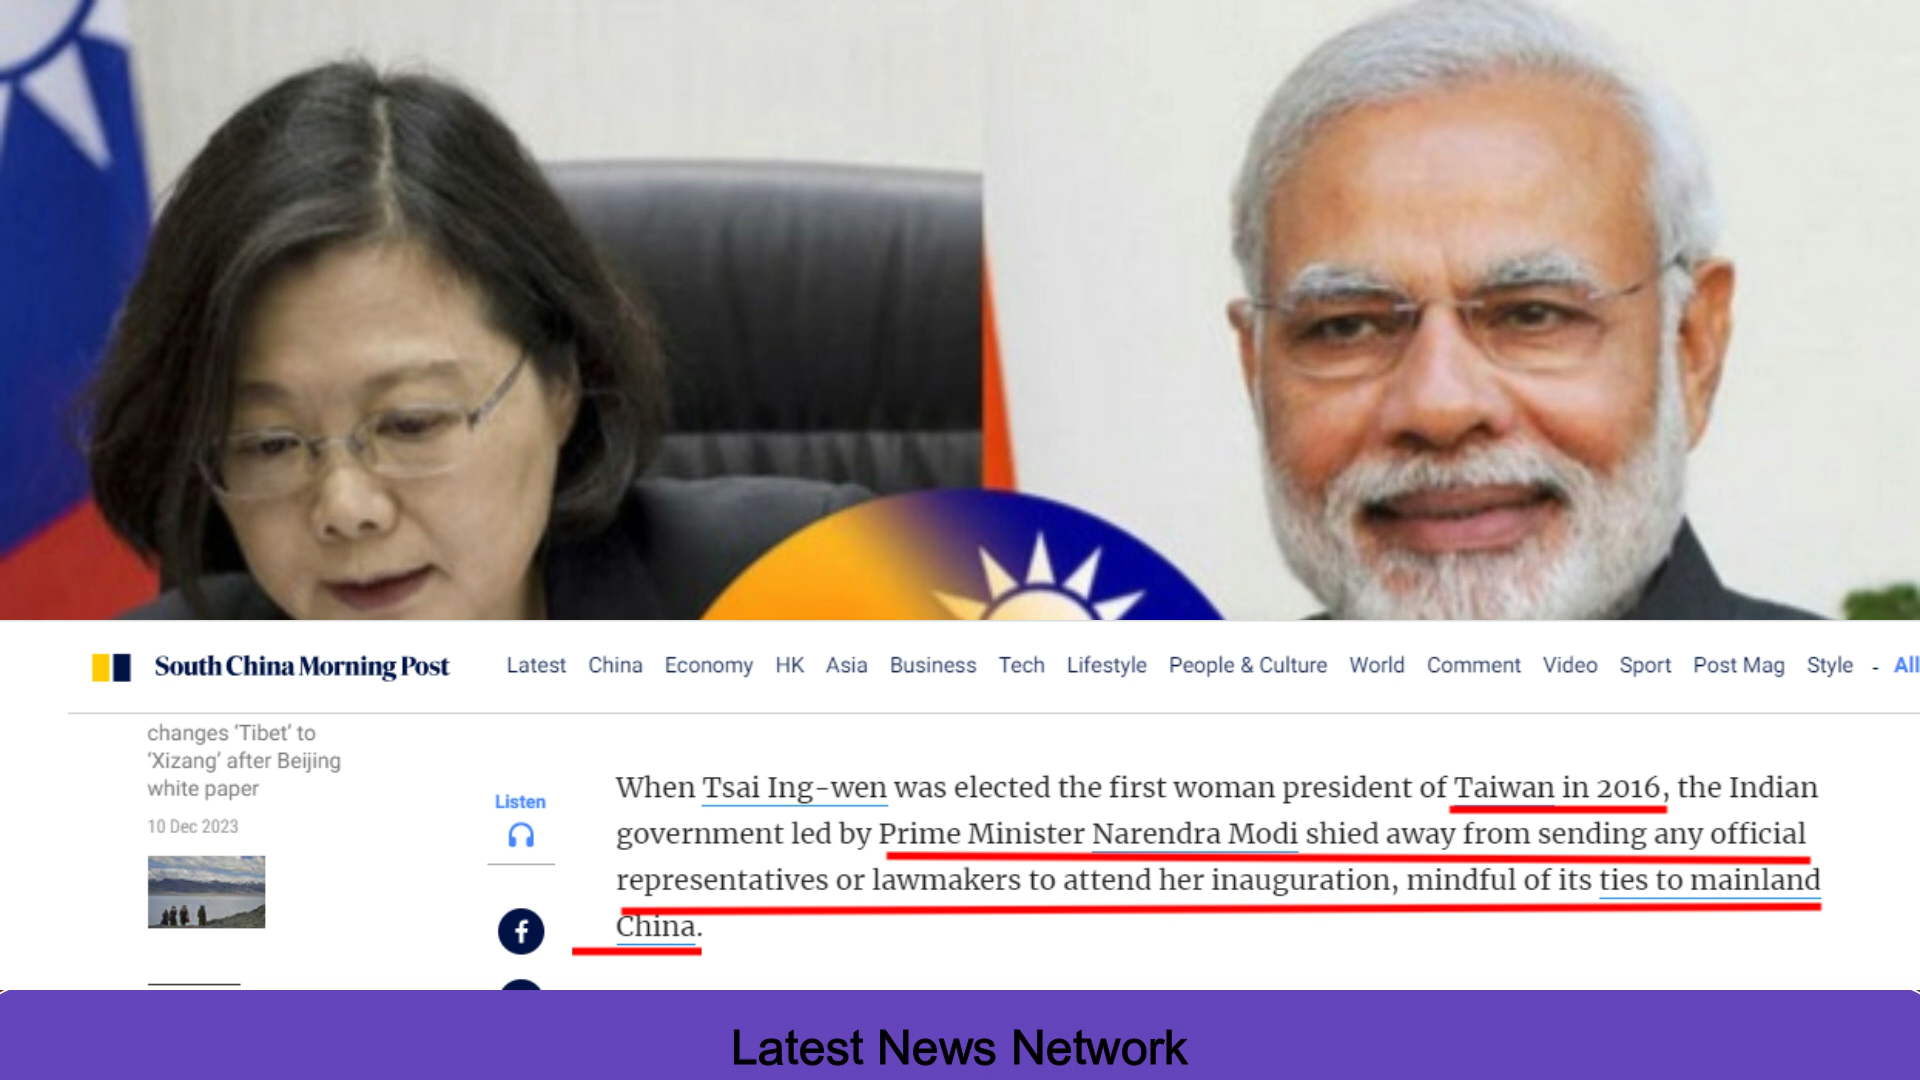 South China Morning Post
Latest China Economy HK Asia Business Tech Lifestyle People & Culture World Comment Video Sport Post Mag Style - All
changes ‘Tibet’ to
‘Xizang’ after Beijing
white paper
10 Dec 2023
Listen
When Tsai Ing-wen was elected the first woman president of Taiwan in 2016, the Indian
government led by Prime Minister Narendra Modi shied away from sending any official
representatives or lawmakers to attend her inauguration, mindful of its ties to mainland
China.
Latest News Network